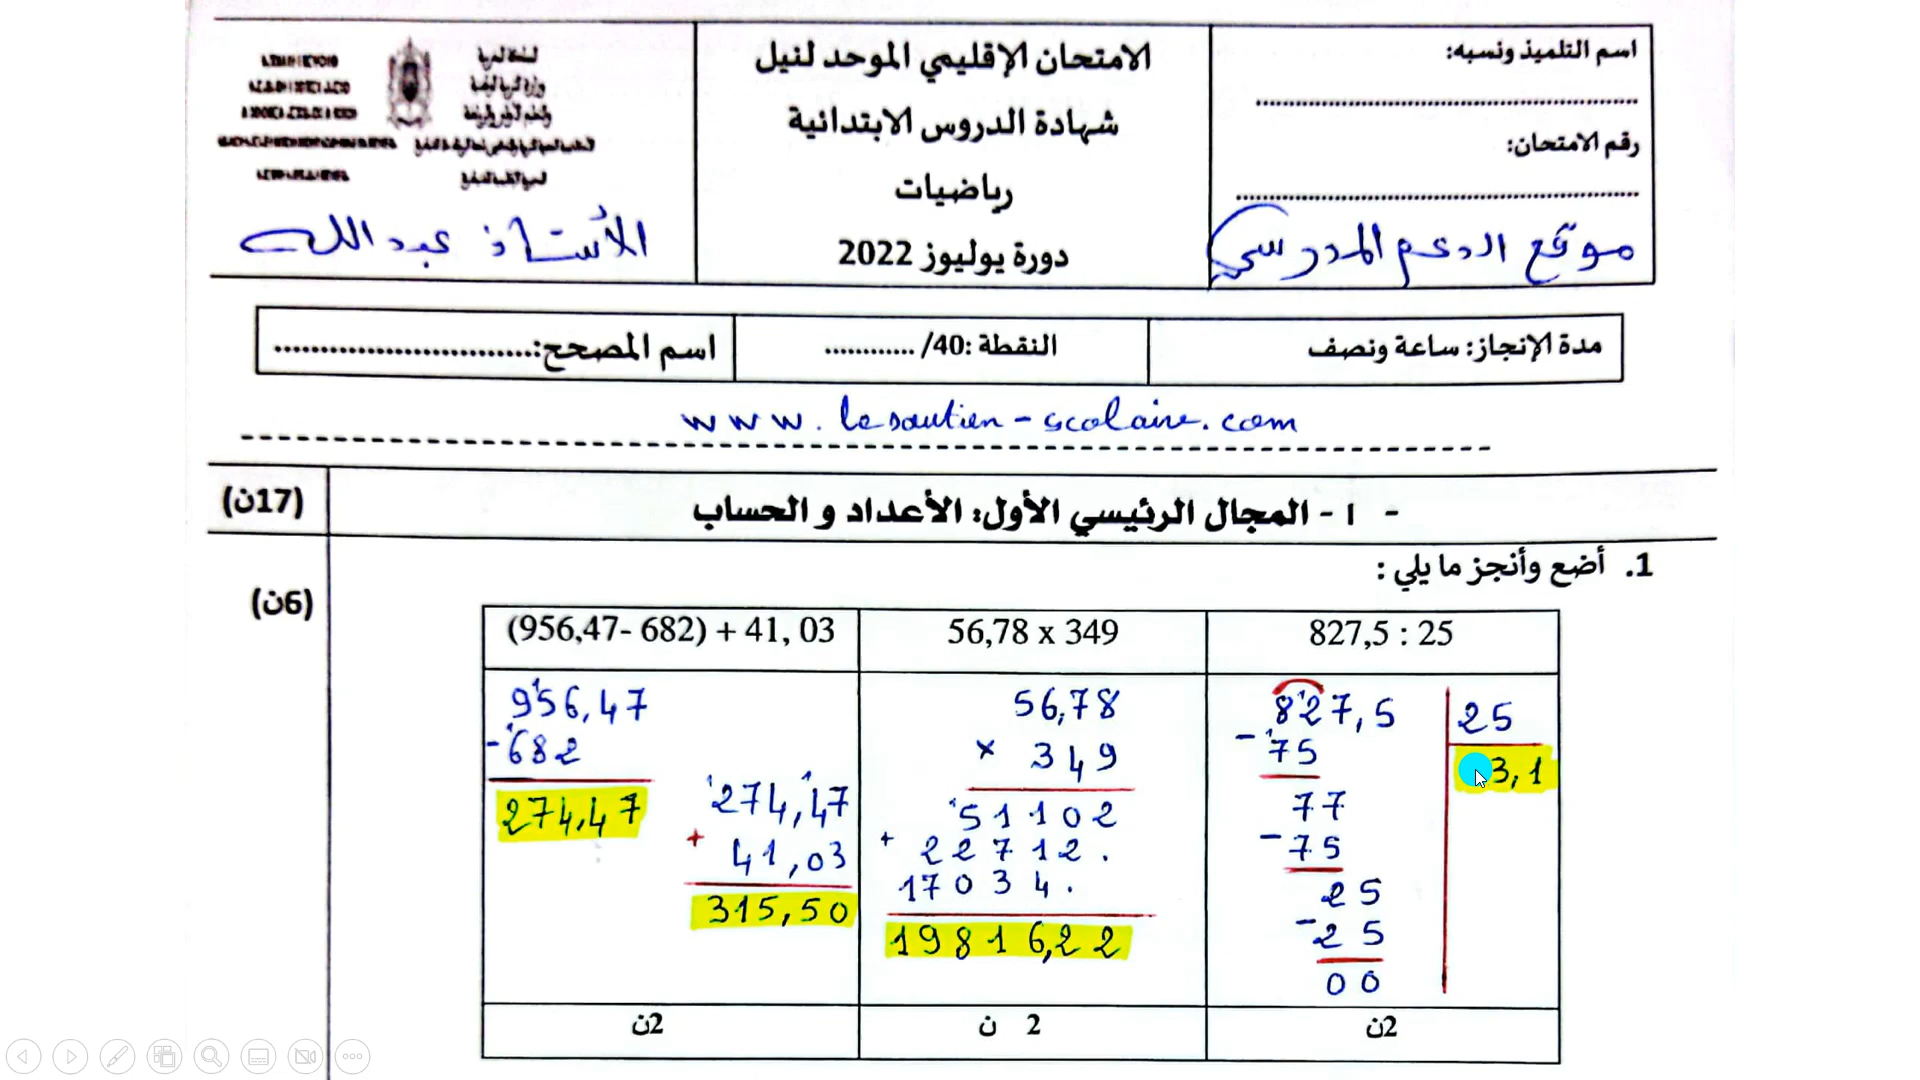 اسم التلميذ ونسبه:
رقم الامتحان:
موقع الدعم المدرسي
الامتحان الإقليمي الموحد لنيل
شهادة الدروس الابتدائية
رياضيات
دورة يوليوز 2022
الأستاذ عبد الله
مدة الإنجاز: ساعة ونصف
النقطة :40/ ............
اسم المصحح:............................
www.lesoutien-scolaire.com
- I - المجال الرئيسي الأول: الأعداد و الحساب
(17ن)
1. أضع وأنجز ما يلي :
(6ن)
827,5 : 25
56,78 x 349
(956,47- 682) + 41, 03
827,5
25
- 75
3,1
77
- 75
25
- 25
00
56,78
x 349
51102
+ 22712.
17034.
19816,22
956,47
- 682
274,47
274,47
+ 41,03
315,50
2ن
2 ن
2ن